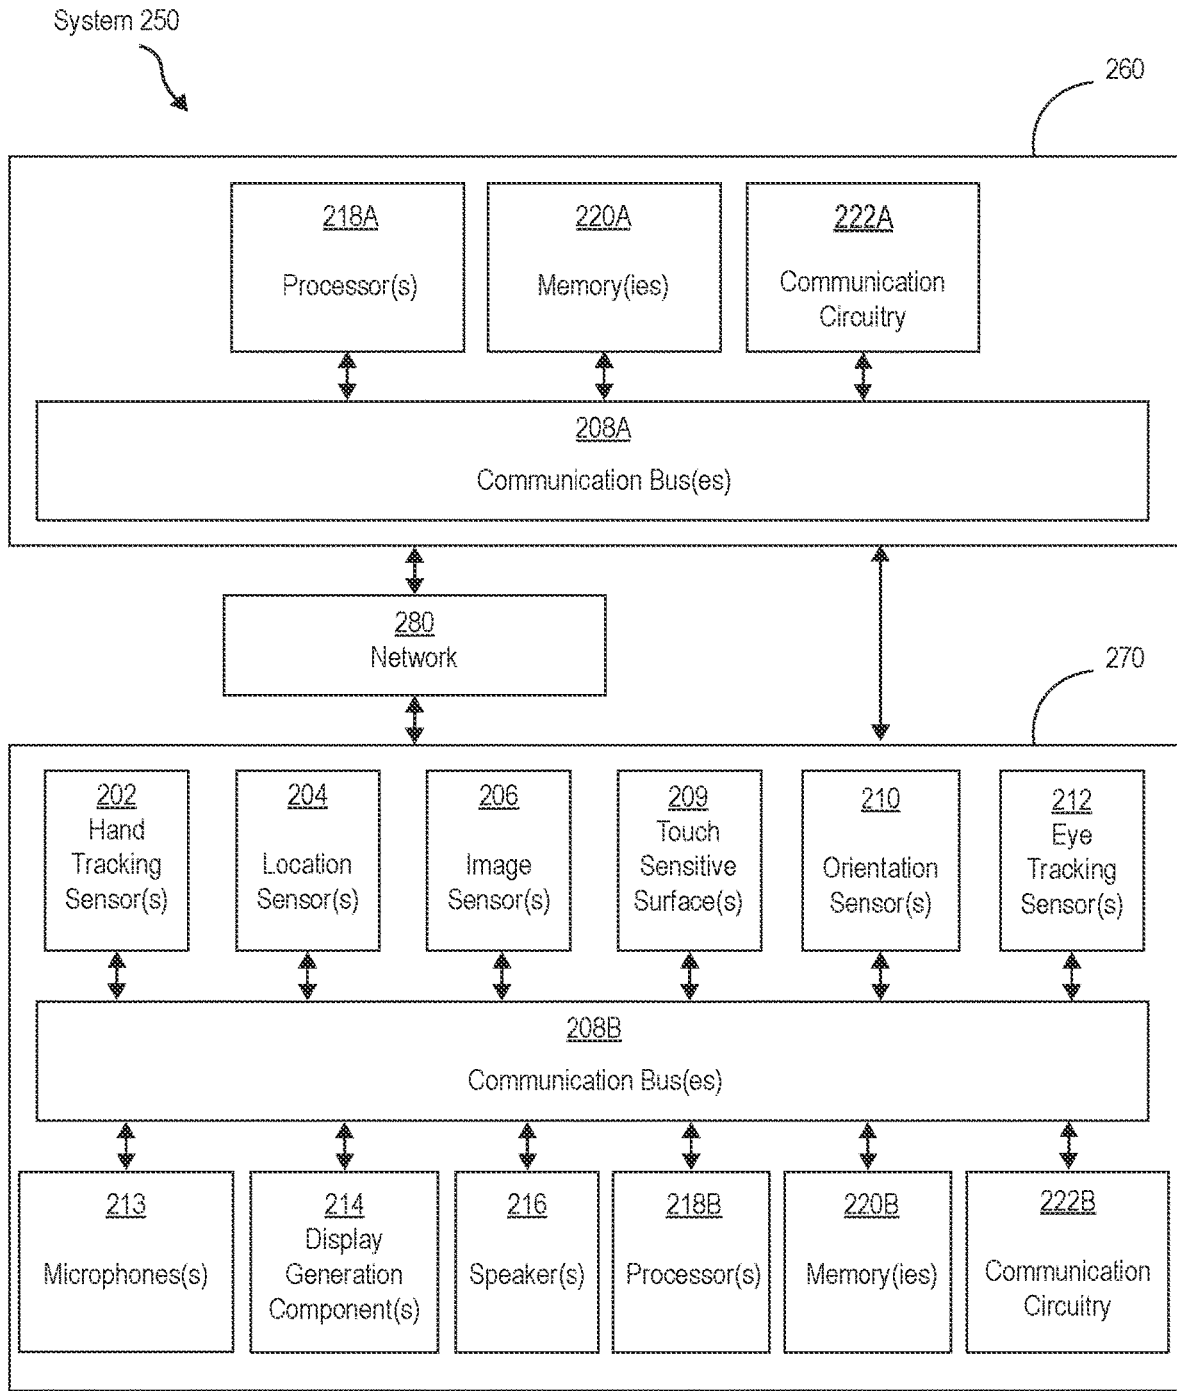 System 250
260
218A
Processor(s)
220A
Memory(ies)
222A
Communication
Circuitry
208A
Communication Bus(es)
280
Network
270
202
Hand
Tracking
Sensor(s)
204
Location
Sensor(s)
206
Image
Sensor(s)
209
Touch
Sensitive
Surface(s)
210
Orientation
Sensor(s)
212
Eye
Tracking
Sensor(s)
208B
Communication Bus(es)
213
Microphones(s)
214
Display
Generation
Component(s)
216
Speaker(s)
218B
Processor(s)
220B
Memory(ies)
222B
Communication
Circuitry